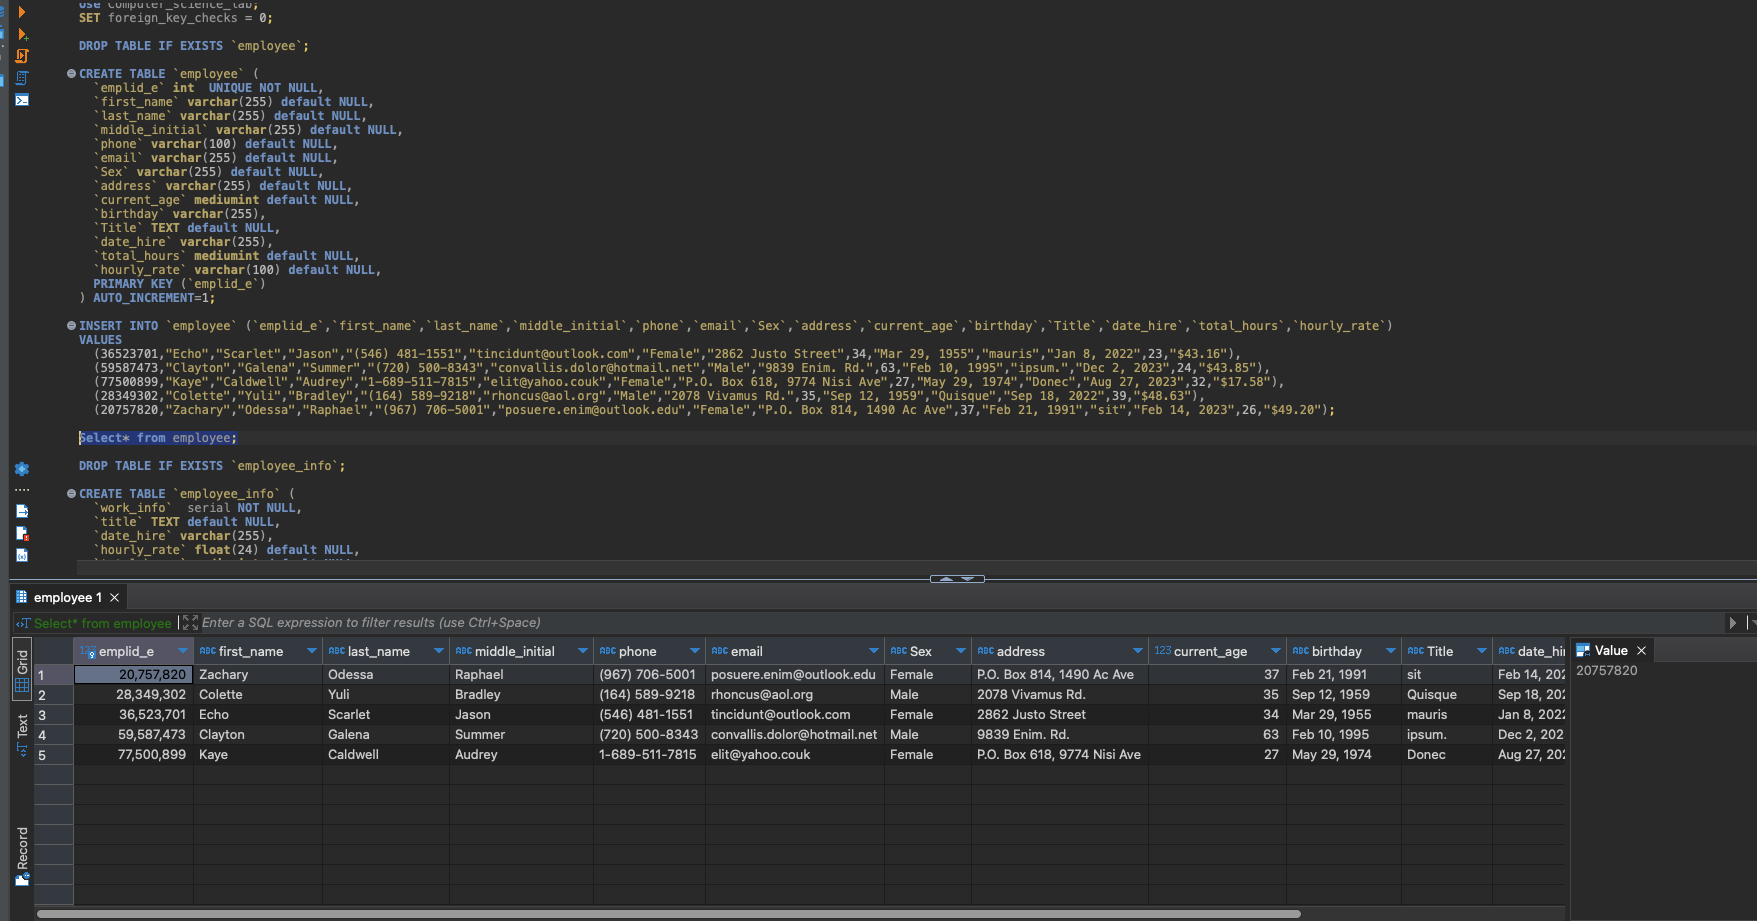 use Computer_science_lab;
SET foreign_key_checks = 0;
DROP TABLE IF EXISTS `employee`;
CREATE TABLE `employee` (
`emplid_e` int  UNIQUE NOT NULL,
`first_name` varchar(255) default NULL,
`last_name` varchar(255) default NULL,
`middle_initial` varchar(255) default NULL,
`phone` varchar(100) default NULL,
`email` varchar(255) default NULL,
`Sex` varchar(255) default NULL,
`address` varchar(255) default NULL,
`current_age` mediumint default NULL,
`birthday` varchar(255),
`Title` TEXT default NULL,
`date_hire` varchar(255),
`total_hours` mediumint default NULL,
`hourly_rate` varchar(100) default NULL,
PRIMARY KEY (`emplid_e`)
) AUTO_INCREMENT=1;
INSERT INTO `employee` (`emplid_e`,`first_name`,`last_name`,`middle_initial`,`phone`,`email`,`Sex`,`address`,`current_age`,`birthday`,`Title`,`date_hire`,`total_hours`,`hourly_rate`)
VALUES
(36523701,"Echo","Scarlet","Jason","(546) 481-1551","tincidunt@outlook.com","Female","2862 Justo Street",34,"Mar 29, 1955","mauris","Jan 8, 2022",23,"$43.16"),
(59587473,"Clayton","Galena","Summer","(720) 500-8343","convallis.dolor@hotmail.net","Male","9839 Enim. Rd.",63,"Feb 10, 1995","ipsum.","Dec 2, 2023",24,"$43.85"),
(77500899,"Kaye","Caldwell","Audrey","1-689-511-7815","elit@yahoo.couk","Female","P.O. Box 618, 9774 Nisi Ave",27,"May 29, 1974","Donec","Aug 27, 2023",32,"$17.58"),
(28349302,"Colette","Yuli","Bradley","(164) 589-9218","rhoncus@aol.org","Male","2078 Vivamus Rd.",35,"Sep 12, 1959","Quisque","Sep 18, 2022",39,"$48.63"),
(20757820,"Zachary","Odessa","Raphael","(967) 706-5001","posuere.enim@outlook.edu","Female","P.O. Box 814, 1490 Ac Ave",37,"Feb 21, 1991","sit","Feb 14, 2023",26,"$49.20");
Select* from employee;
DROP TABLE IF EXISTS `employee_info`;
CREATE TABLE `employee_info` (
`work_info`  serial NOT NULL,
`title` TEXT default NULL,
`date_hire` varchar(255),
`hourly_rate` float(24) default NULL,
employee 1
Select* from employee Enter a SQL expression to filter results (use Ctrl+Space)
Grid
Text
Record
123 emplid_e ABC first_name ABC last_name ABC middle_initial ABC phone ABC email ABC Sex ABC address 123 current_age ABC birthday ABC Title ABC date_hi
1 20,757,820 Zachary Odessa Raphael (967) 706-5001 posuere.enim@outlook.edu Female P.O. Box 814, 1490 Ac Ave 37 Feb 21, 1991 sit Feb 14, 202
2 28,349,302 Colette Yuli Bradley (164) 589-9218 rhoncus@aol.org Male 2078 Vivamus Rd. 35 Sep 12, 1959 Quisque Sep 18, 202
3 36,523,701 Echo Scarlet Jason (546) 481-1551 tincidunt@outlook.com Female 2862 Justo Street 34 Mar 29, 1955 mauris Jan 8, 2022
4 59,587,473 Clayton Galena Summer (720) 500-8343 convallis.dolor@hotmail.net Male 9839 Enim. Rd. 63 Feb 10, 1995 ipsum. Dec 2, 202
5 77,500,899 Kaye Caldwell Audrey 1-689-511-7815 elit@yahoo.couk Female P.O. Box 618, 9774 Nisi Ave 27 May 29, 1974 Donec Aug 27, 202
Value
20757820